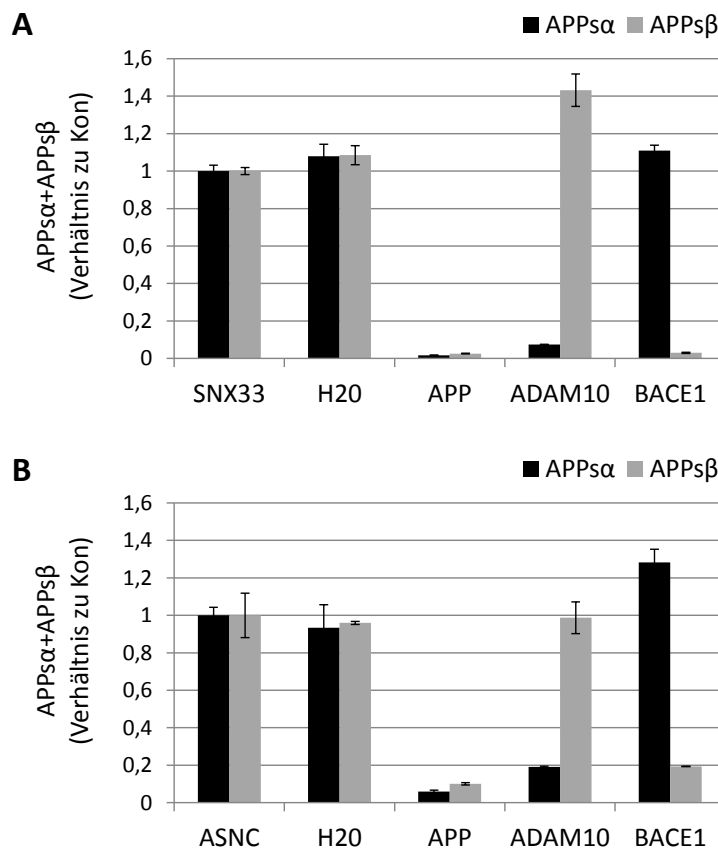 A
APPsα APPsβ
APPsα+APPsβ
(Verhältnis zu Kon)
1,6
1,4
1,2
1
0,8
0,6
0,4
0,2
0
SNX33 H20 APP ADAM10 BACE1
B
APPsα APPsβ
APPsα+APPsβ
(Verhältnis zu Kon)
1,6
1,4
1,2
1
0,8
0,6
0,4
0,2
0
ASNC H20 APP ADAM10 BACE1